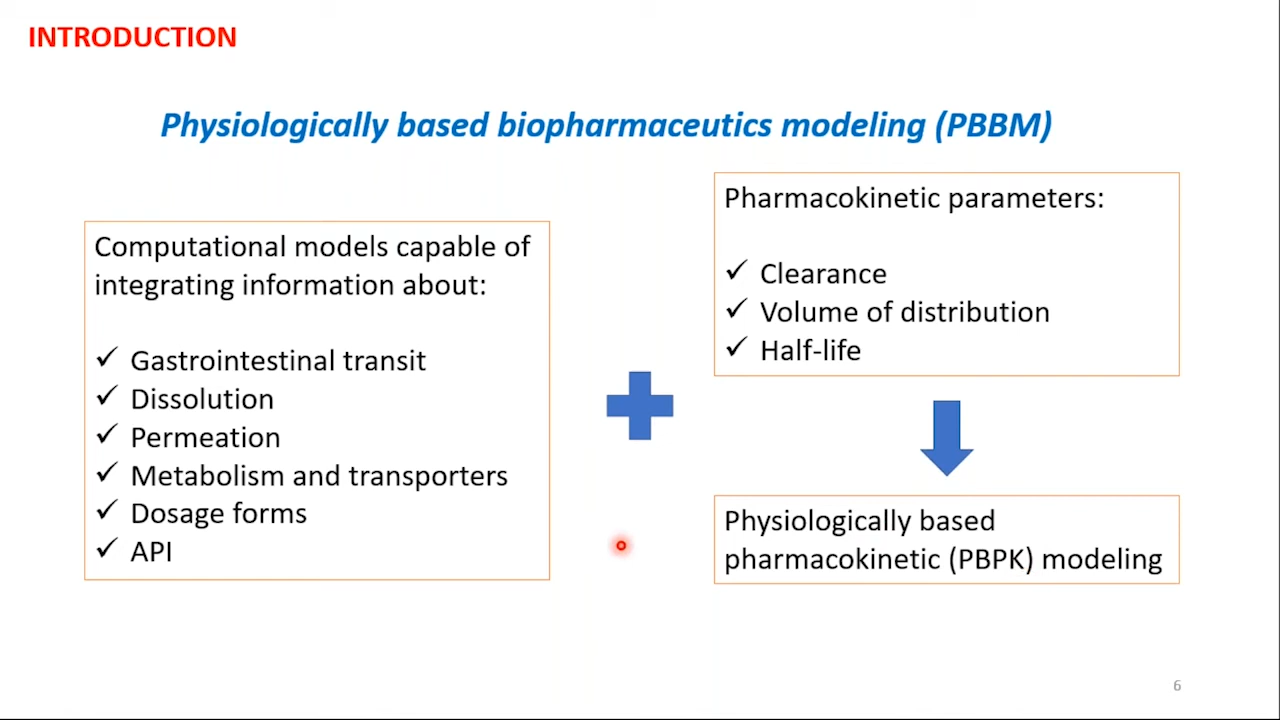 INTRODUCTION
Physiologically based biopharmaceutics modeling (PBBM)
Computational models capable of
integrating information about:
✓ Gastrointestinal transit
✓ Dissolution
✓ Permeation
✓ Metabolism and transporters
✓ Dosage forms
✓ API
Pharmacokinetic parameters:
✓ Clearance
✓ Volume of distribution
✓ Half-life
Physiologically based
pharmacokinetic (PBPK) modeling
6